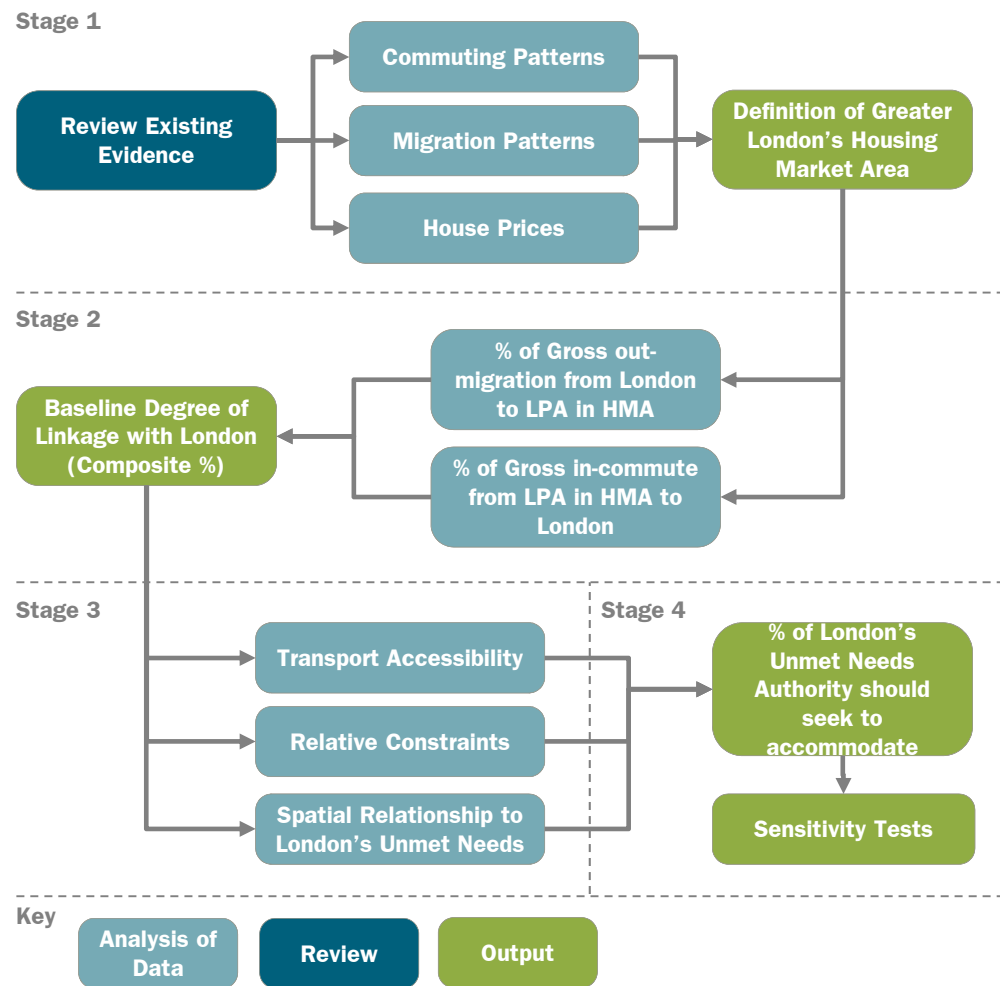 Stage 1
Commuting Patterns
Review Existing
Evidence
Migration Patterns
House Prices
Definition of Greater
London's Housing
Market Area
Stage 2
% of Gross out-
migration from London
to LPA in HMA
% of Gross in-commute
from LPA in HMA to
London
Baseline Degree of
Linkage with London
(Composite %)
Stage 3
Transport Accessibility
Relative Constraints
Spatial Relationship to
London's Unmet Needs
Stage 4
% of London's
Unmet Needs
Authority should
seek to
accommodate
Sensitivity Tests
Key
Analysis of
Data
Review
Output